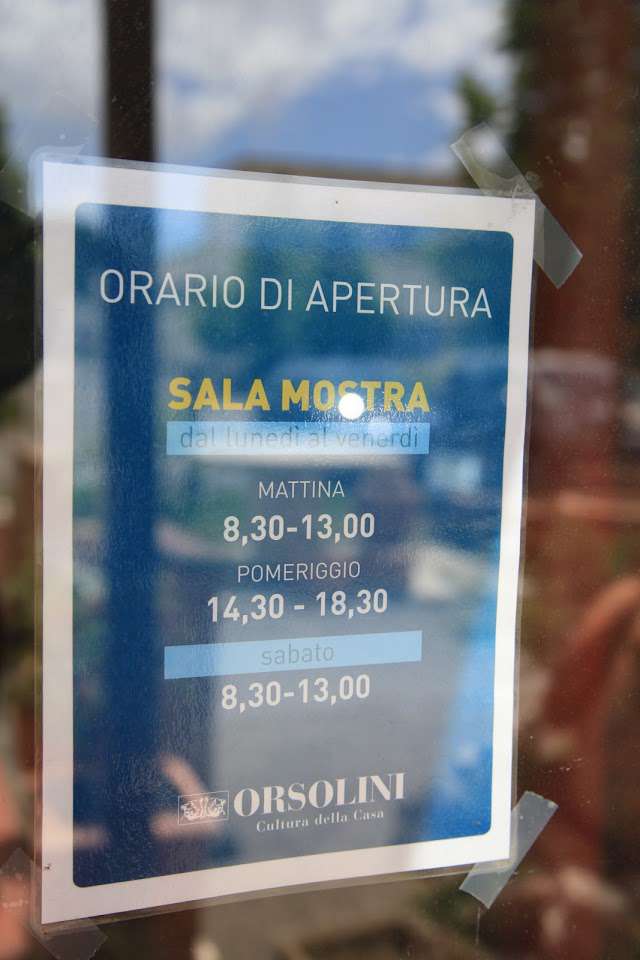 ORARIO DI APERTURA
SALA MOSTRA
dal lunedì al venerdì
MATTINA
8,30-13,00
POMERIGGIO
14,30 - 18,30
sabato
8,30-13,00
ORSOLINI
Cultura della Casa